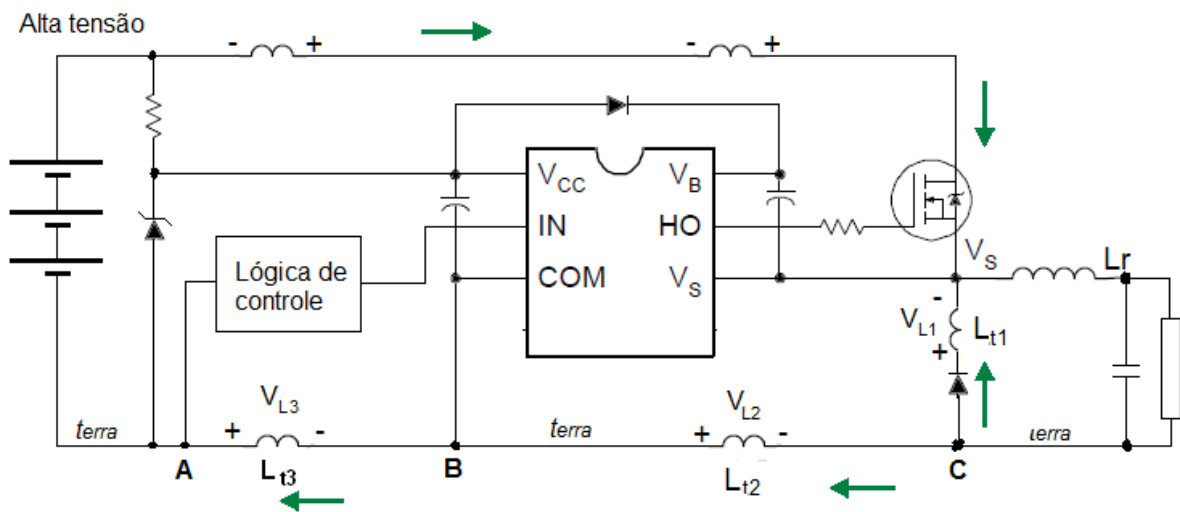 Alta tensão
- +
- +
VCC
VB
IN
HO
COM
VS
Lógica de
controle
VS
Lr
-
VL1
Lt1
+
VL3
VL2
terra
+ -
terra
+ -
A
B
C
Lt3
Lt2